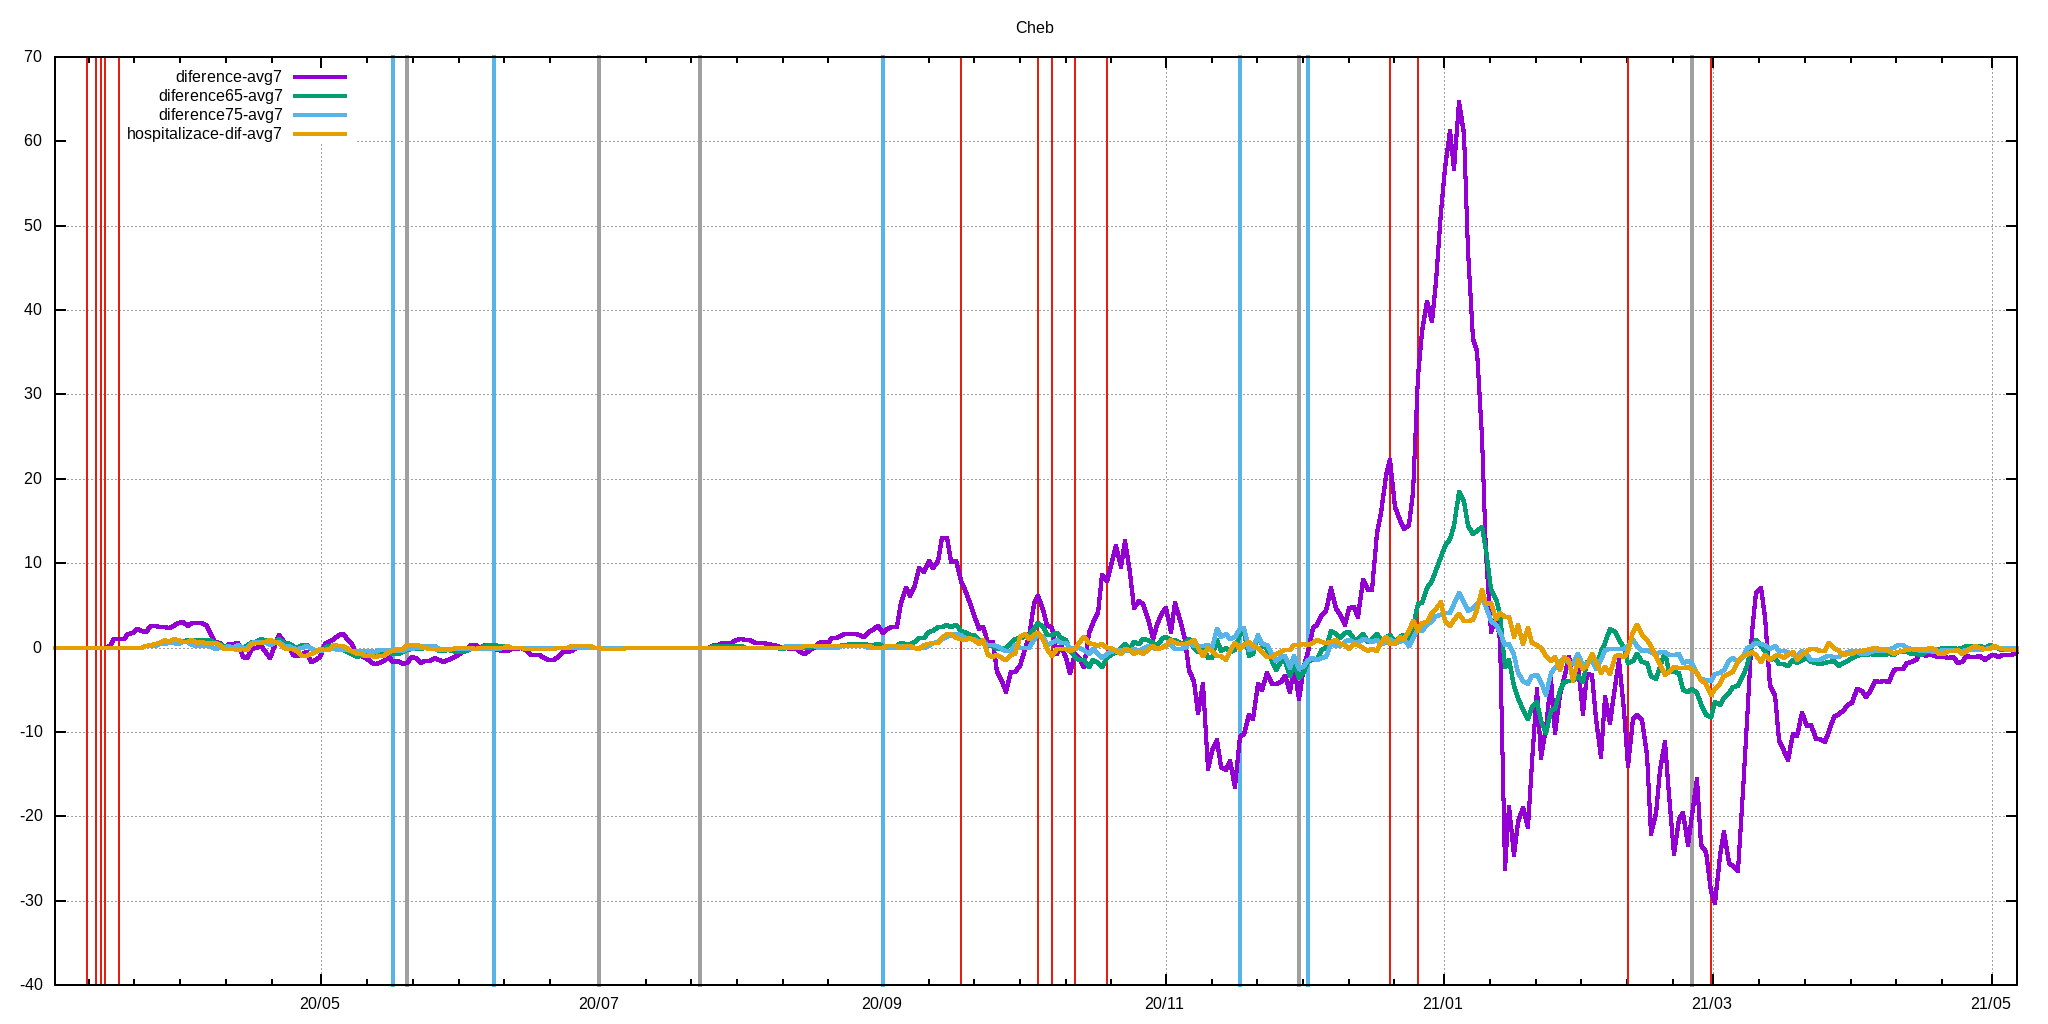 Cheb
70
60
50
40
30
20
10
0
-10
-20
-30
-40
diference-avg7
diference65-avg7
diference75-avg7
hospitalizace-dif-avg7
20/05 20/07 20/09 20/11 21/01 21/03 21/05